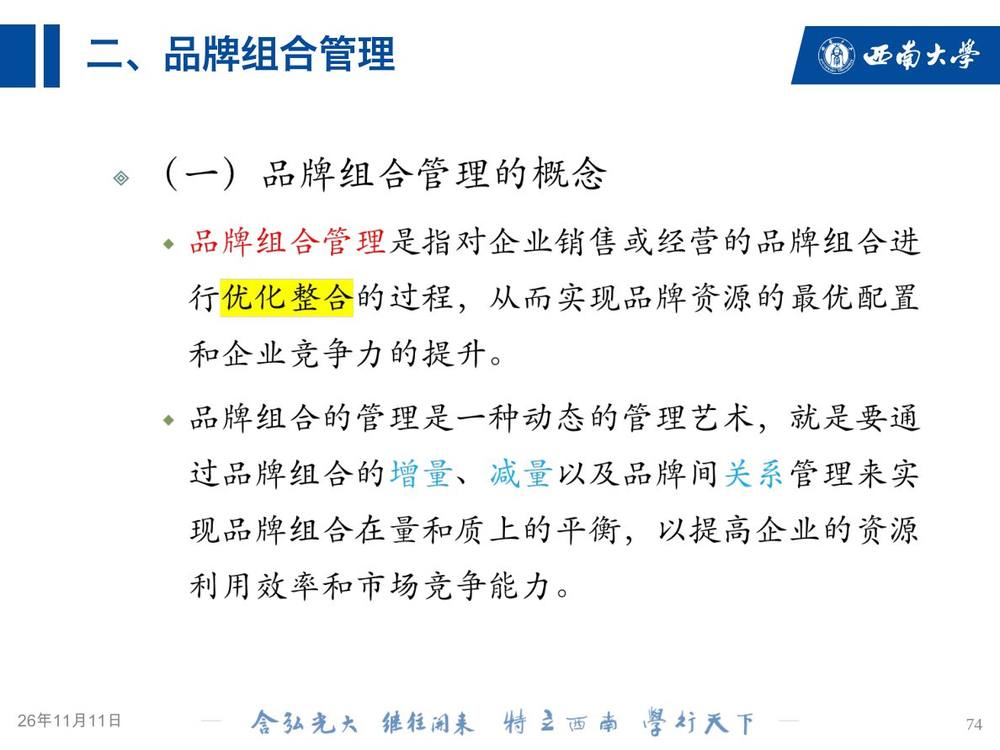 二、品牌组合管理
西南大学
（一）品牌组合管理的概念
品牌组合管理是指对企业销售或经营的品牌组合进
行优化整合的过程，从而实现品牌资源的最优配置
和企业竞争力的提升。
品牌组合的管理是一种动态的管理艺术，就是要通
过品牌组合的增量、减量以及品牌间关系管理来实
现品牌组合在量和质上的平衡，以提高企业的资源
利用效率和市场竞争能力。
26年11月11日
含弘光大 继往开来 特立西南 學行天下
74